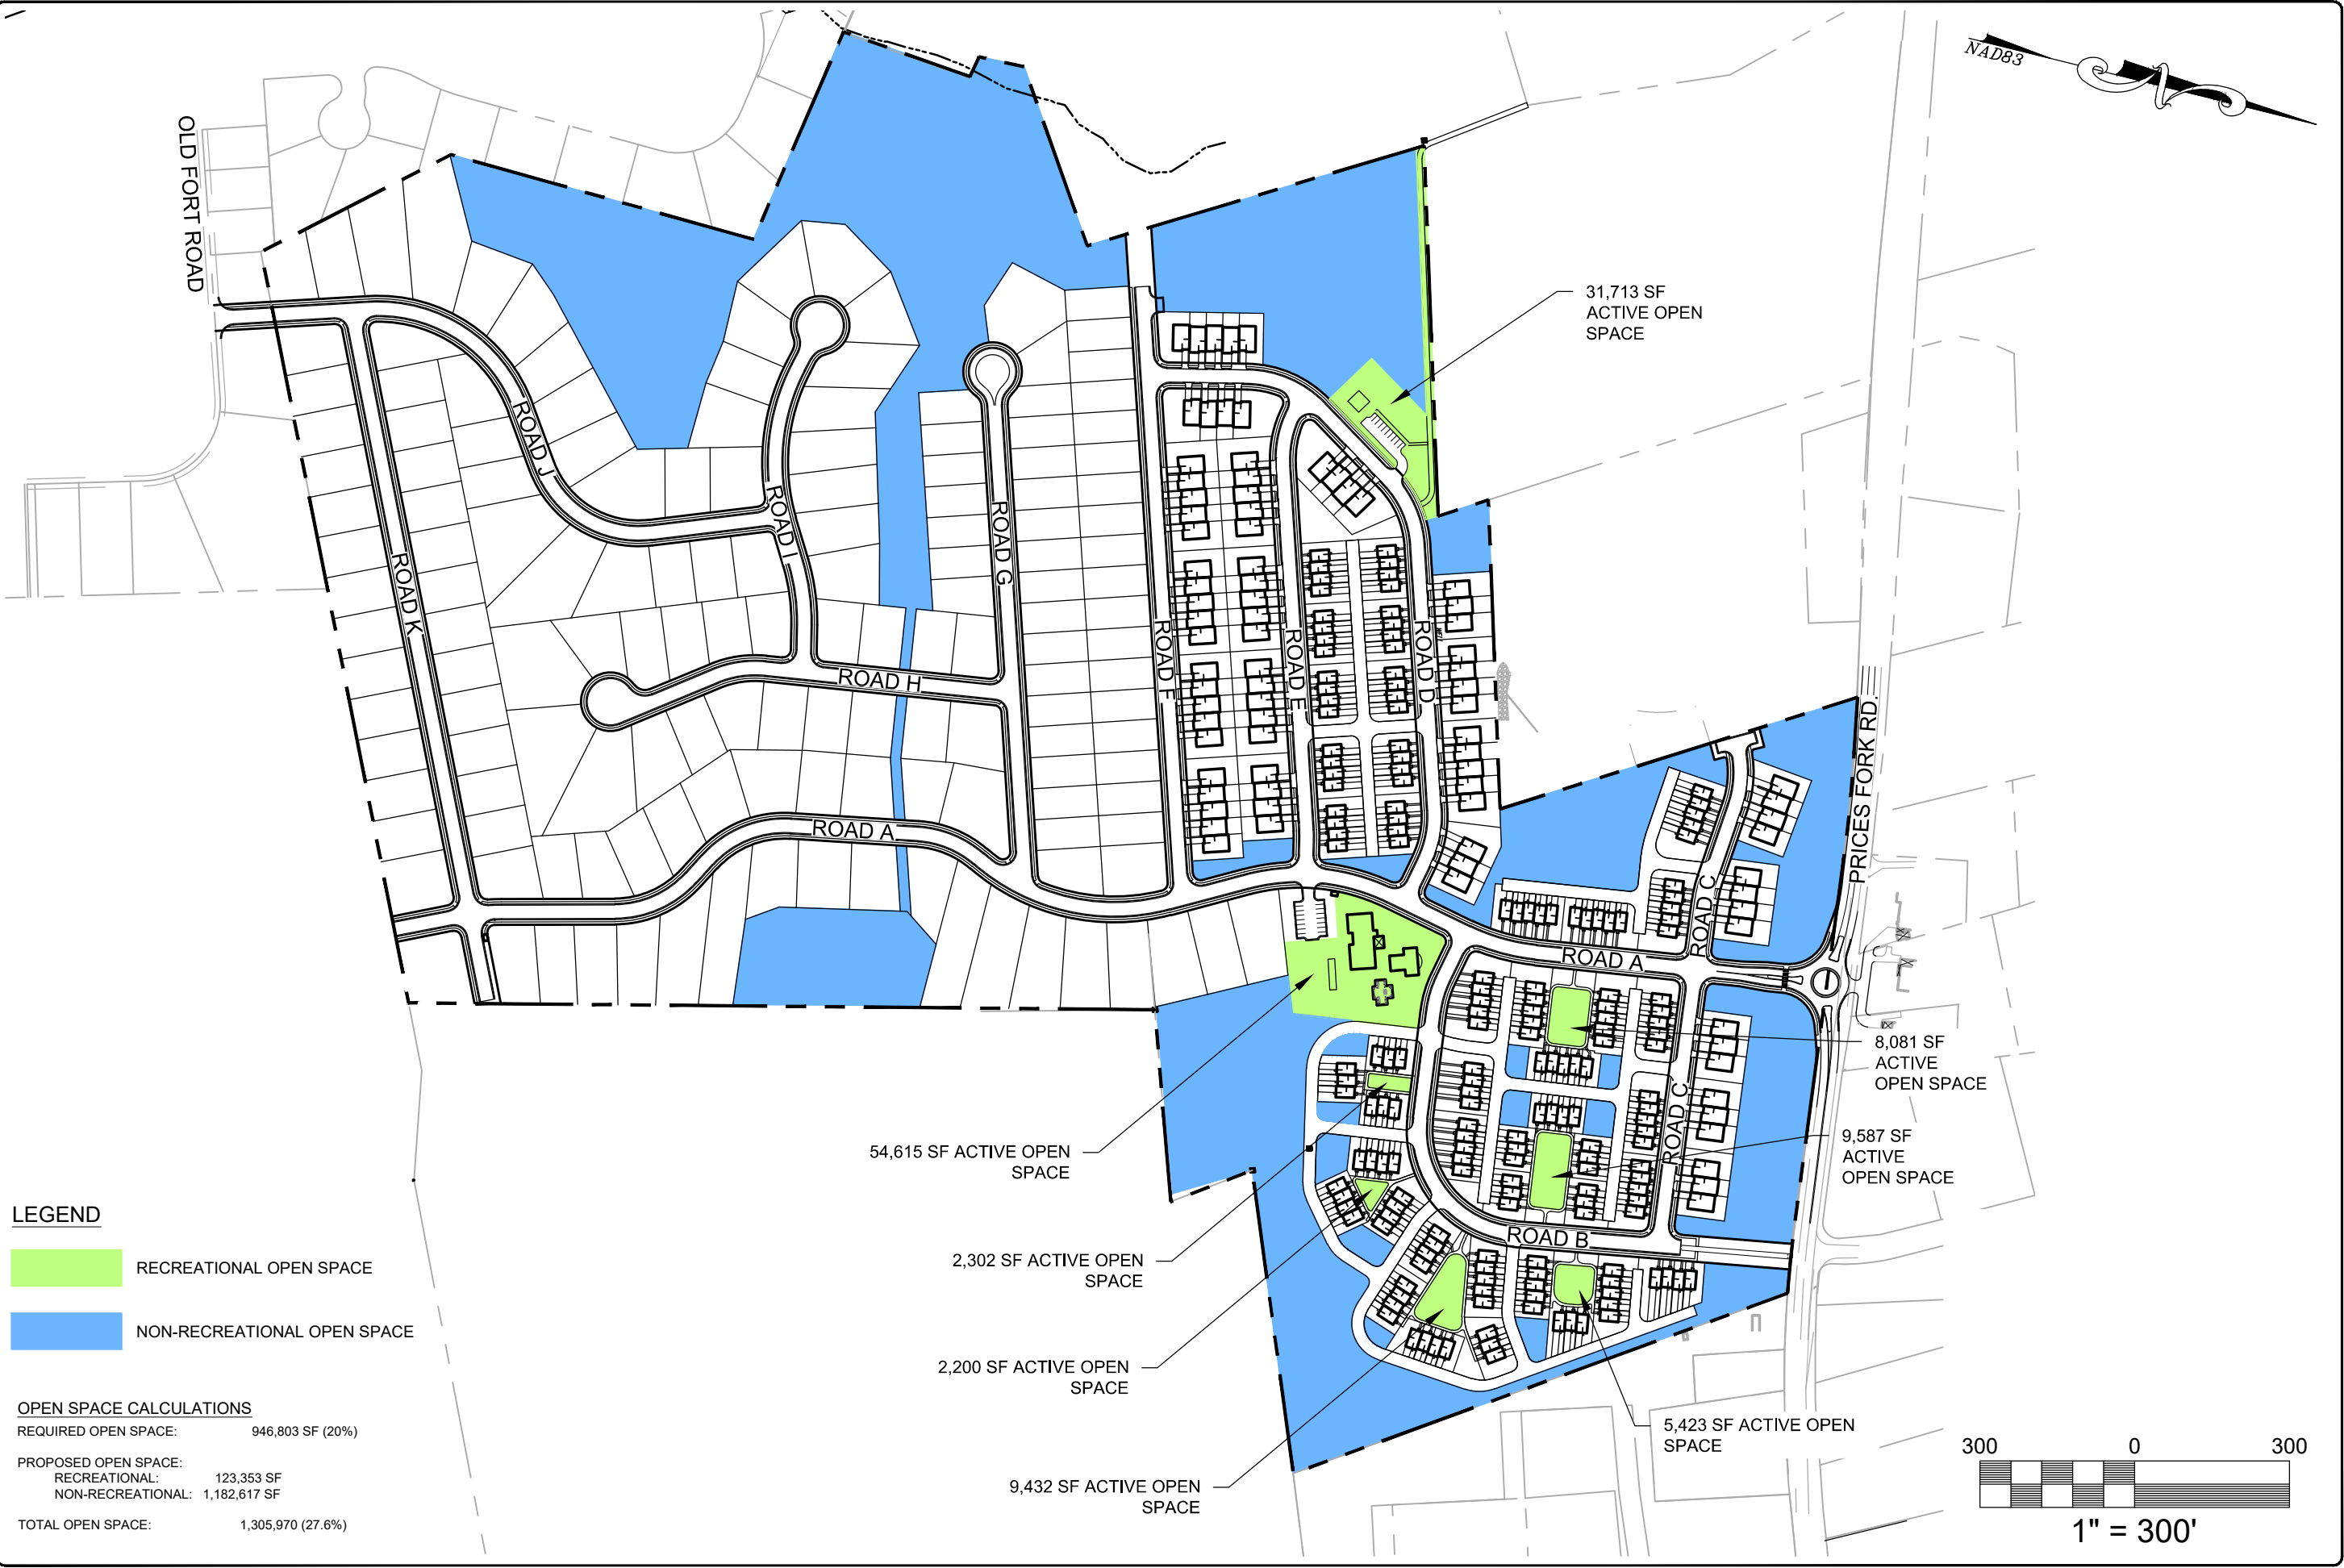 NAD83
OLD FORT ROAD
31,713 SF
ACTIVE OPEN
SPACE
ROAD J
ROAD I
ROAD G
ROAD K
ROAD F
ROAD E
ROAD D
ROAD H
PRICES FORK RD.
ROAD A
ROAD C
ROAD A
8,081 SF
ACTIVE
OPEN SPACE
ROAD C
9,587 SF
ACTIVE
OPEN SPACE
54,615 SF ACTIVE OPEN
SPACE
ROAD B
2,302 SF ACTIVE OPEN
SPACE
2,200 SF ACTIVE OPEN
SPACE
5,423 SF ACTIVE OPEN
SPACE
9,432 SF ACTIVE OPEN
SPACE
LEGEND
RECREATIONAL OPEN SPACE
NON-RECREATIONAL OPEN SPACE
OPEN SPACE CALCULATIONS
REQUIRED OPEN SPACE: 946,803 SF (20%)
PROPOSED OPEN SPACE:
RECREATIONAL: 123,353 SF
NON-RECREATIONAL: 1,182,617 SF
TOTAL OPEN SPACE: 1,305,970 (27.6%)
300 0 300
1" = 300'